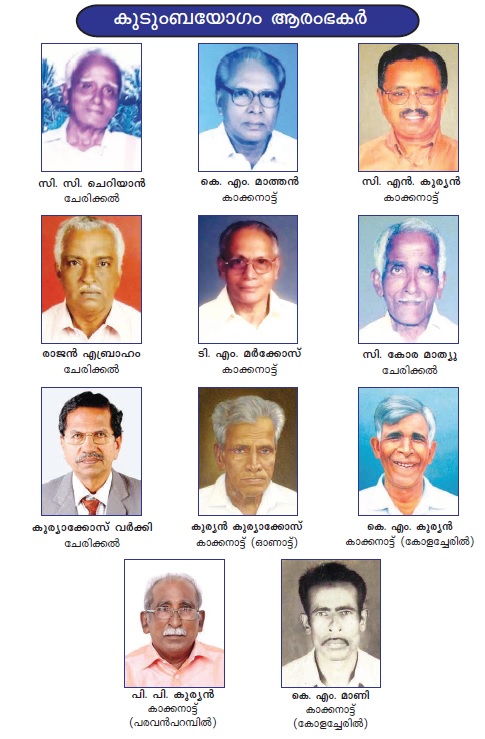 കുടുംബയോഗം ആരംഭകർ
സി. സി. ചെറിയാൻ
ചേരിക്കൽ
കെ. എം. മാത്തൻ
കാക്കനാട്ട്
സി. എൻ. കുര്യൻ
കാക്കനാട്ട്
രാജൻ എബ്രാഹം
ചേരിക്കൽ
ടി. എം. മർക്കോസ്
കാക്കനാട്ട്
സി. കോര മാത്യൂ
ചേരിക്കൽ
കുര്യാക്കോസ് വർക്കി
ചേരിക്കൽ
കുര്യൻ കുര്യാക്കോസ്
കാക്കനാട്ട് (ഓണാട്ട്)
കെ. എം. കുര്യൻ
കാക്കനാട്ട് (കോളച്ചേരിൽ)
പി. പി. കുര്യൻ
കാക്കനാട്ട്
(പരവൻപറമ്പിൽ)
കെ. എം. മാണി
കാക്കനാട്ട്
(കോളച്ചേരിൽ)